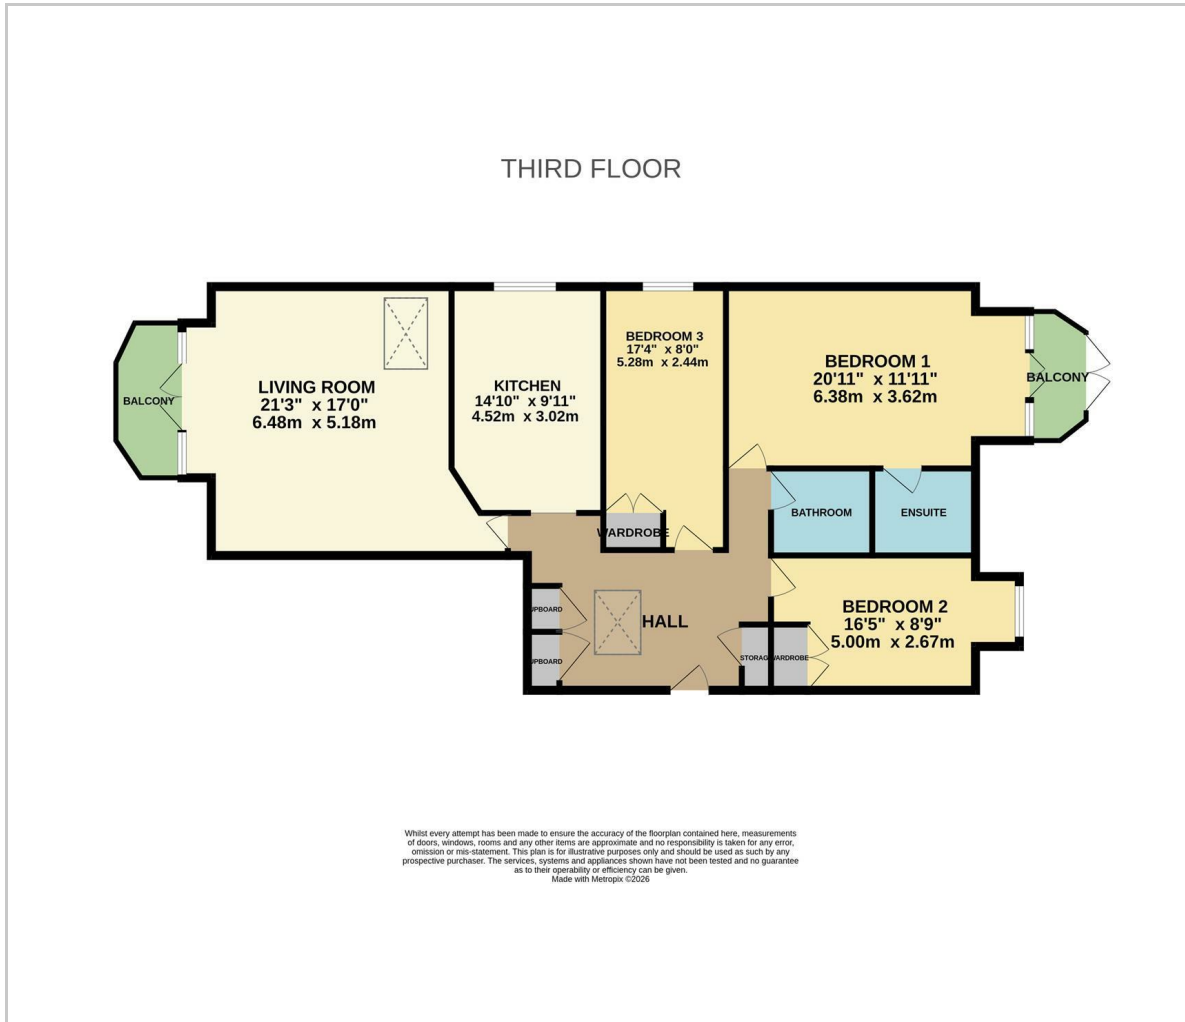 THIRD FLOOR
BALCONY
LIVING ROOM
21'3" x 17'0"
6.48m x 5.18m
KITCHEN
14'10" x 9'11"
4.52m x 3.02m
BEDROOM 3
17'4" x 8'0"
5.28m x 2.44m
BEDROOM 1
20'11" x 11'11"
6.38m x 3.62m
BALCONY
WARDROBE
BATHROOM
ENSUITE
UPBOARD
UPBOARD
HALL
STORAG
WARDROBE
BEDROOM 2
16'5" x 8'9"
5.00m x 2.67m
Whilst every attempt has been made to ensure the accuracy of the floorplan contained here, measurements
of doors, windows, rooms and any other items are approximate and no responsibility is taken for any error,
omission or mis-statement. This plan is for illustrative purposes only and should be used as such by any
prospective purchaser. The services, systems and appliances shown have not been tested and no guarantee
as to their operability or efficiency can be given.
Made with Metropix ©2026